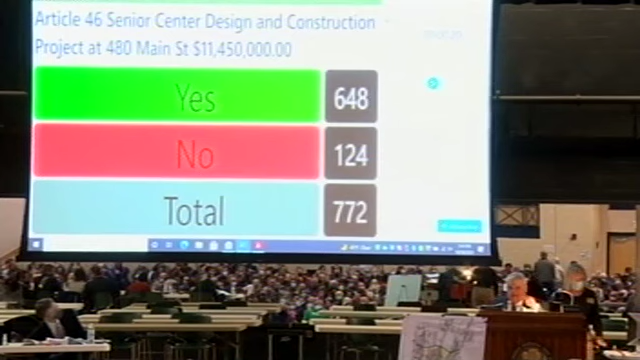 Article 46 Senior Center Design and Construction
Project at 480 Main St $11,450,000.00
Yes 648
No 124
Total 772